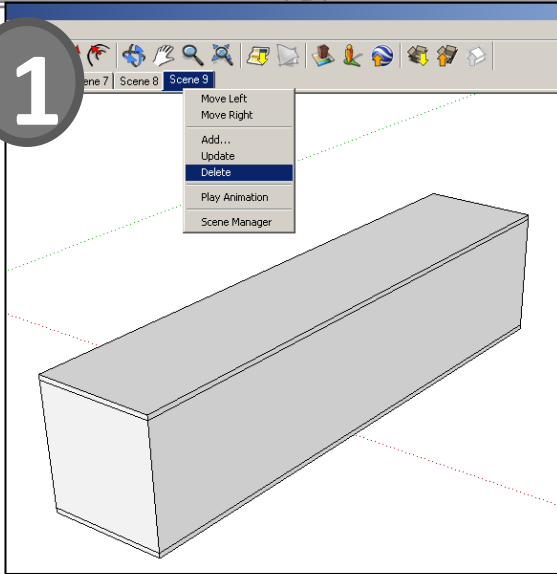 1
ene 7 Scene 8 Scene 9
Move Left
Move Right
Add...
Update
Delete
Play Animation
Scene Manager